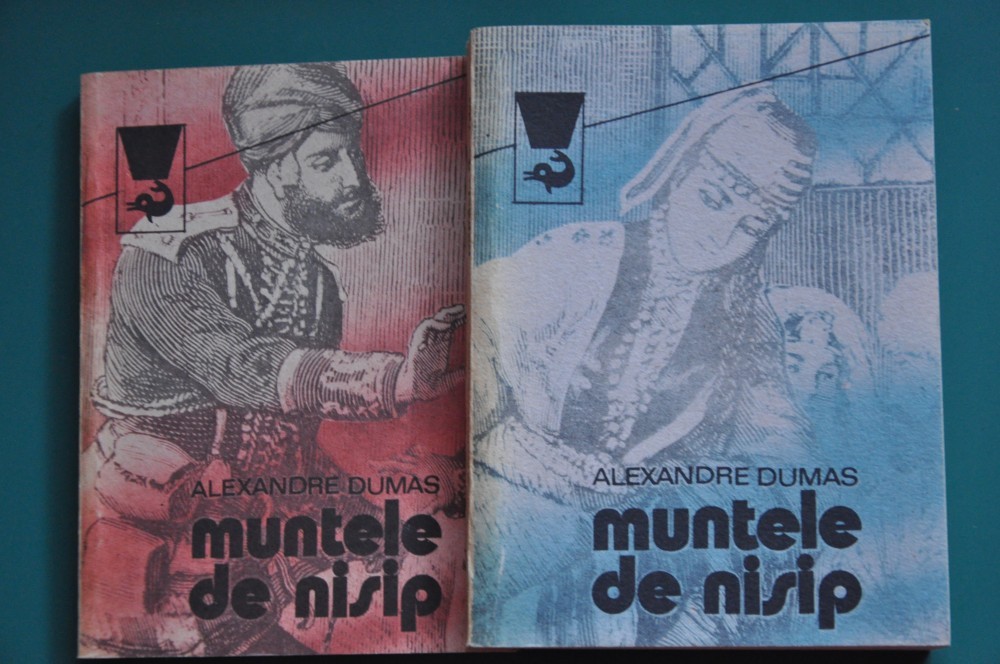 ALEXANDRE DUMAS
muntele
de nisip
ALEXANDRE DUMAS
muntele
de nisip